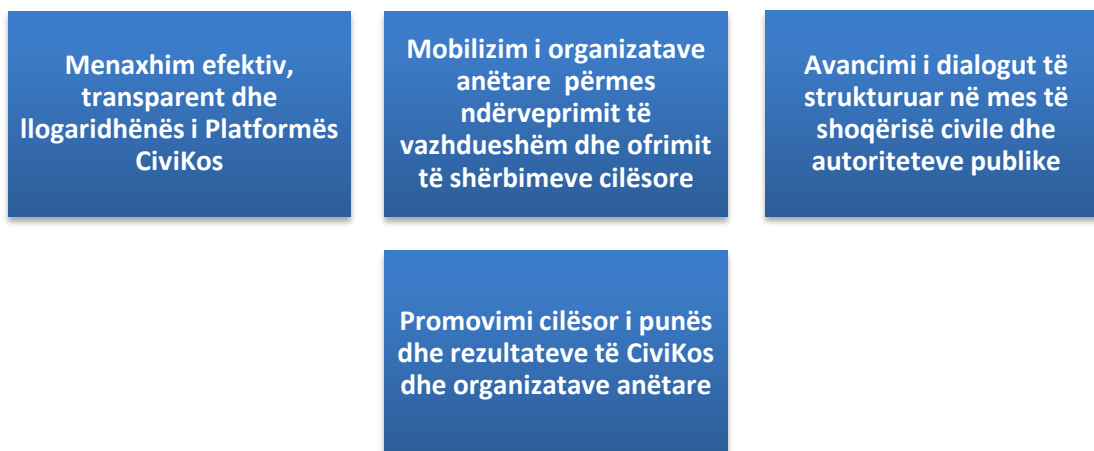 Menaxhim efektiv,
transparent dhe
llogaridhënës i Platformës
CiviKos
Mobilizim i organizatave
anëtare përmes
ndërveprimit të
vazhdueshëm dhe ofrimit
të shërbimeve cilësore
Avancimi i dialogut të
strukturuar në mes të
shoqërisë civile dhe
autoriteteve publike
Promovimi cilësor i punës
dhe rezultateve të CiviKos
dhe organizatave anëtare